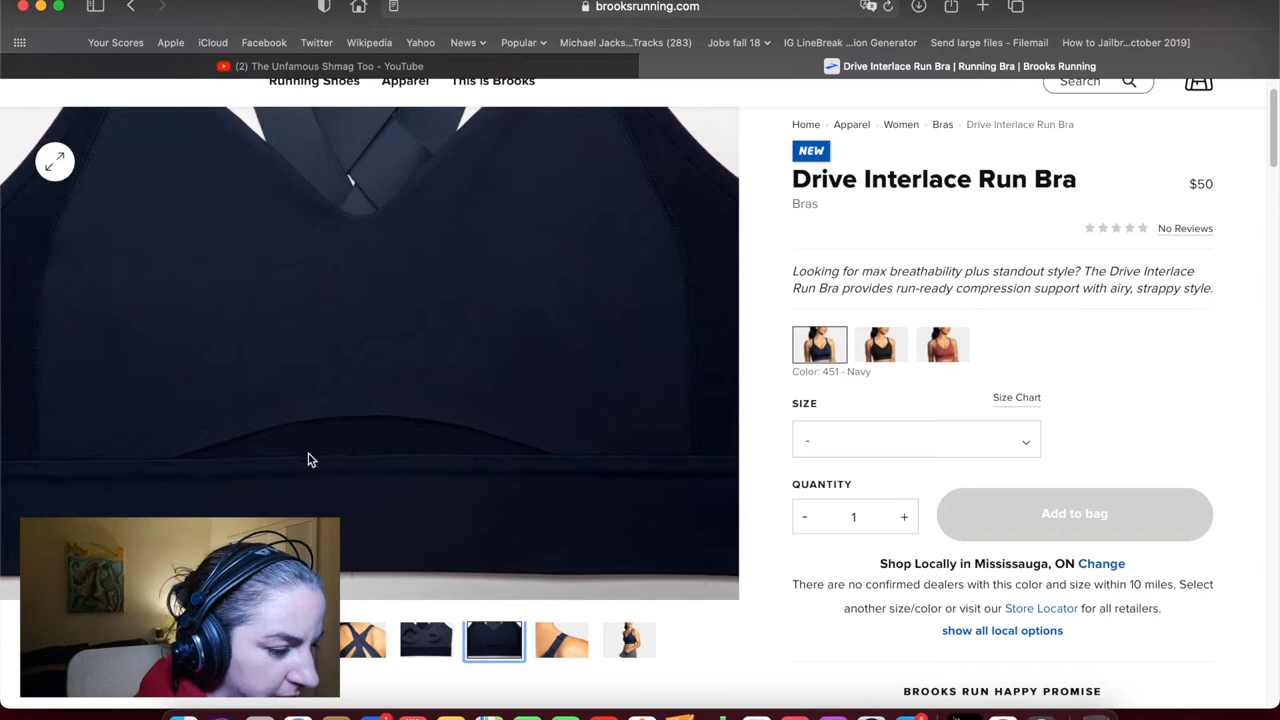 brooksrunning.com
Your Scores Apple iCloud Facebook Twitter Wikipedia Yahoo News Popular Michael Jacks...Tracks (283) Jobs fall 18 IG LineBreak ...ion Generator Send large files - Filemail How to Jailbr...ctober 2019]
(2) The Unfamous Shmag Too - YouTube
Drive Interlace Run Bra | Running Bra | Brooks Running
Running Shoes Apparel This is Brooks Search
Home · Apparel · Women · Bras · Drive Interlace Run Bra
NEW
Drive Interlace Run Bra $50
Bras
No Reviews
Looking for max breathability plus standout style? The Drive Interlace
Run Bra provides run-ready compression support with airy, strappy style.
Color: 451 - Navy
SIZE Size Chart
-
QUANTITY
- 1 + Add to bag
Shop Locally in Mississauga, ON Change
There are no confirmed dealers with this color and size within 10 miles. Select
another size/color or visit our Store Locator for all retailers.
show all local options
BROOKS RUN HAPPY PROMISE